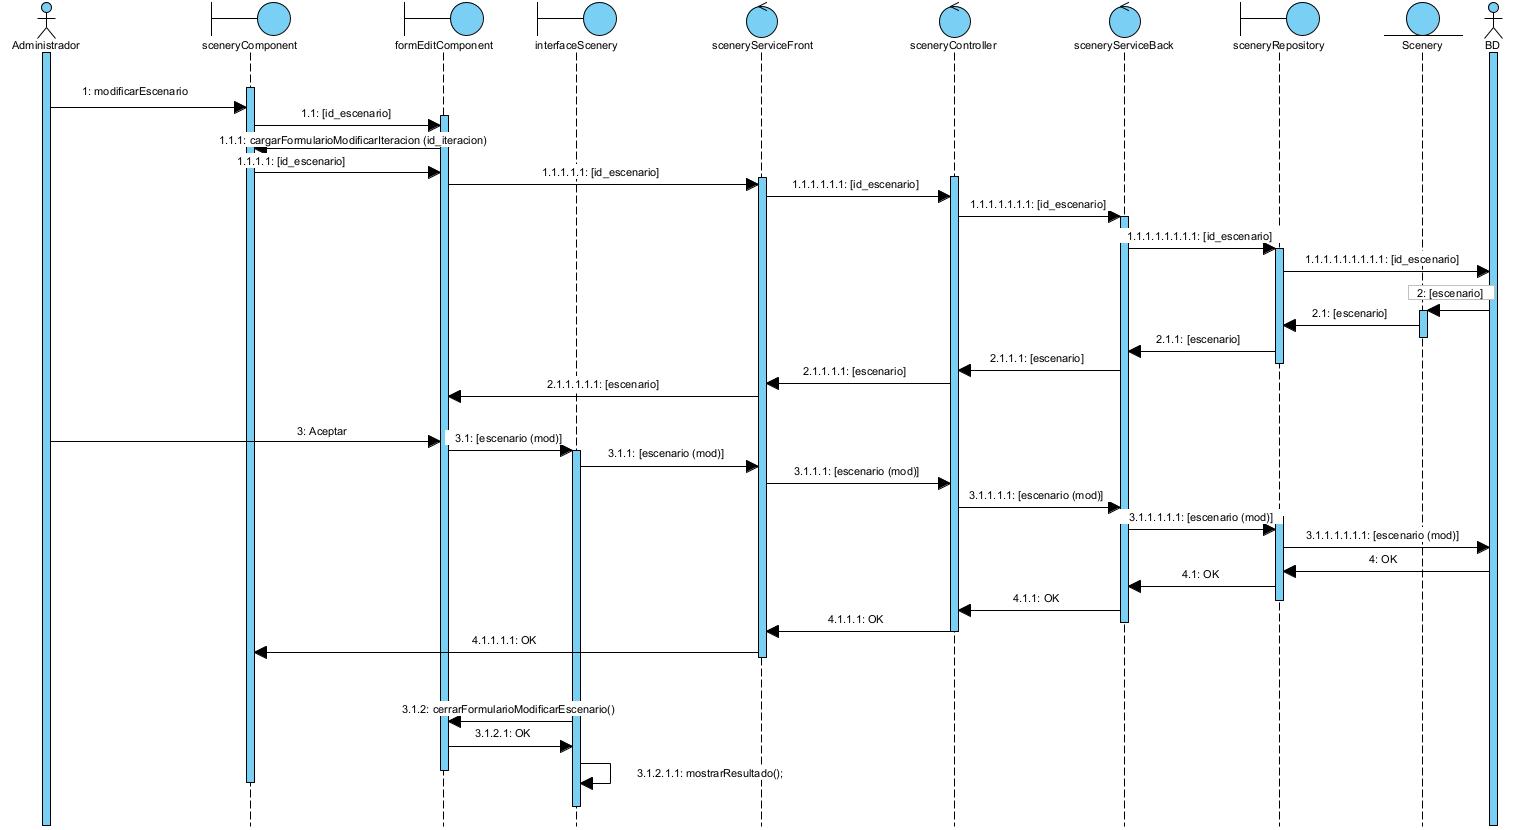 Administrador
sceneryComponent
formEditComponent
interfaceScenery
sceneryServiceFront
sceneryController
sceneryServiceBack
sceneryRepository
Scenery
BD
1: modificarEscenario
1.1: [id_escenario]
1.1.1: cargarFormularioModificarIteracion (id_iteracion)
1.1.1.1: [id_escenario]
1.1.1.1.1: [id_escenario]
1.1.1.1.1.1: [id_escenario]
1.1.1.1.1.1.1: [id_escenario]
1.1.1.1.1.1.1.1: [id_escenario]
1.1.1.1.1.1.1.1.1: [id_escenario]
2: [escenario]
2.1: [escenario]
2.1.1: [escenario]
2.1.1.1: [escenario]
2.1.1.1.1: [escenario]
2.1.1.1.1.1: [escenario]
3: Aceptar
3.1: [escenario (mod)]
3.1.1: [escenario (mod)]
3.1.1.1: [escenario (mod)]
3.1.1.1.1: [escenario (mod)]
3.1.1.1.1.1: [escenario (mod)]
3.1.1.1.1.1.1: [escenario (mod)]
4: OK
4.1: OK
4.1.1: OK
4.1.1.1: OK
4.1.1.1.1: OK
3.1.2: cerrarFormularioModificarEscenario()
3.1.2.1: OK
3.1.2.1.1: mostrarResultado();